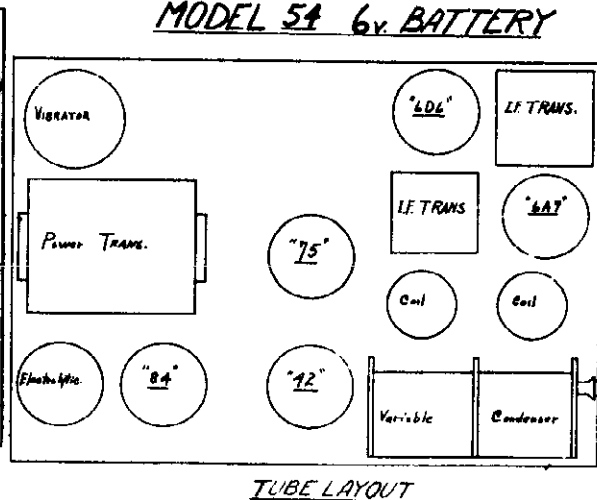 MODEL 54 6v. BATTERY
VIBRATOR
"6D6"
I.F. TRANS.
I.F. TRANS
"6A7"
Power TRANS.
"75"
Coil
Coil
Electrolytic
"84"
"42"
Variable
Condenser
TUBE LAYOUT